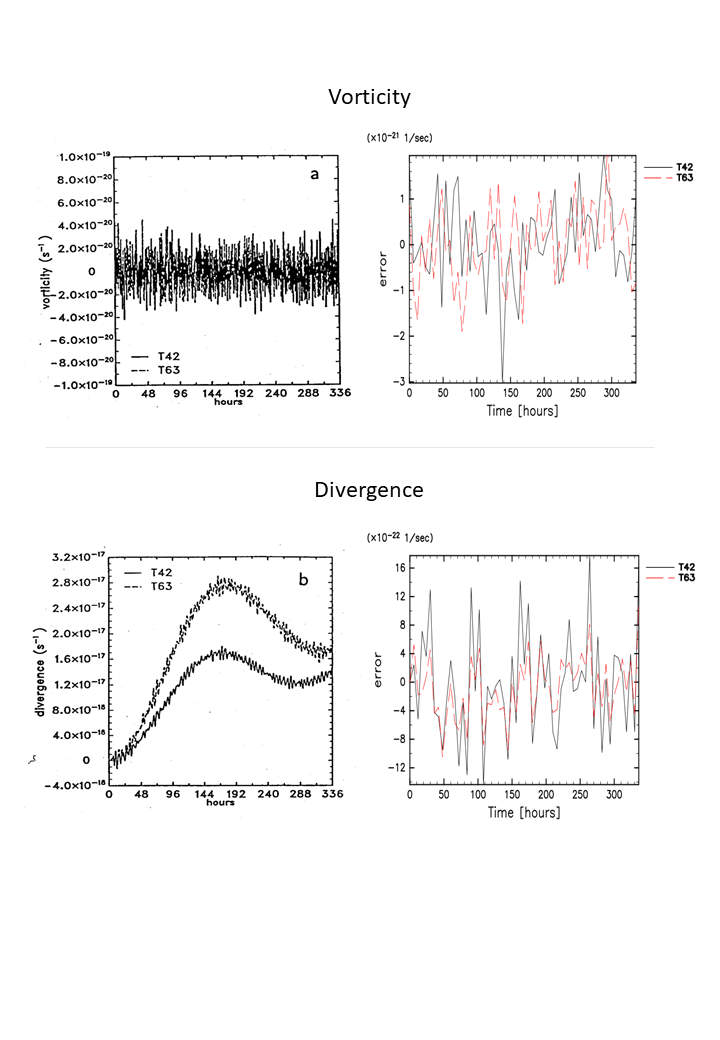 Vorticity
1.0×10⁻¹⁹
8.0×10⁻²⁰
6.0×10⁻²⁰
4.0×10⁻²⁰
2.0×10⁻²⁰
0
−2.0×10⁻²⁰
−4.0×10⁻²⁰
−6.0×10⁻²⁰
−8.0×10⁻²⁰
−1.0×10⁻¹⁹
vorticity (s⁻¹)
a
T42
T63
0 48 96 144 192 240 288 336
hours
(×10⁻²¹ 1/sec)
T42
T63
1
0
−1
−2
−3
error
0 50 100 150 200 250 300
Time [hours]
Divergence
3.2×10⁻¹⁷
2.8×10⁻¹⁷
2.4×10⁻¹⁷
2.0×10⁻¹⁷
1.6×10⁻¹⁷
1.2×10⁻¹⁷
8.0×10⁻¹⁸
4.0×10⁻¹⁸
0
−4.0×10⁻¹⁸
divergence (s⁻¹)
T42
T63
b
0 48 96 144 192 240 288 336
hours
(×10⁻²² 1/sec)
T42
T63
16
12
8
4
0
−4
−8
−12
error
0 50 100 150 200 250 300
Time [hours]